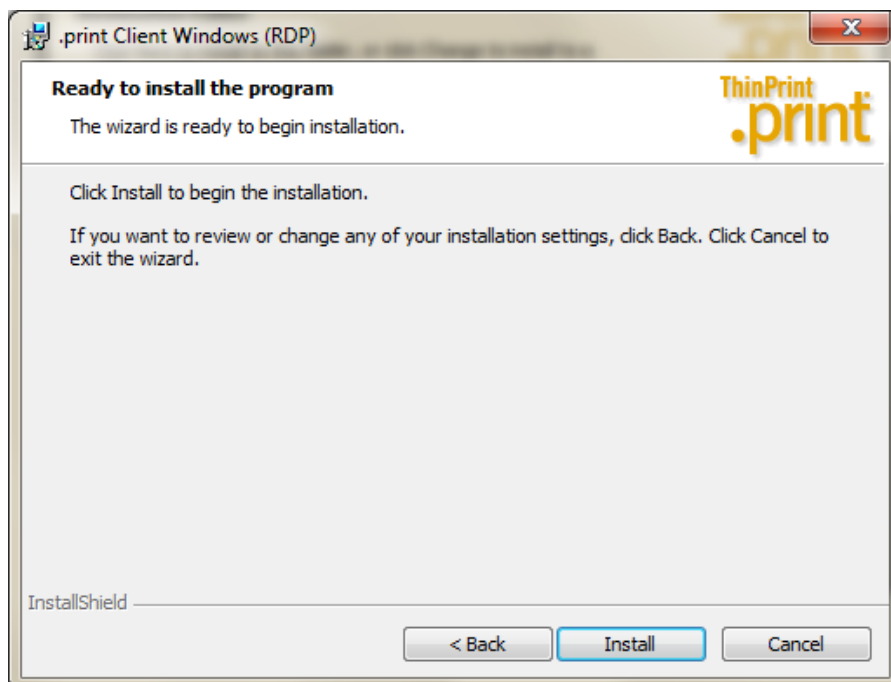 .print Client Windows (RDP)
Ready to install the program
The wizard is ready to begin installation.
ThinPrint
.print
Click Install to begin the installation.
If you want to review or change any of your installation settings, click Back. Click Cancel to
exit the wizard.
InstallShield
< Back
Install
Cancel